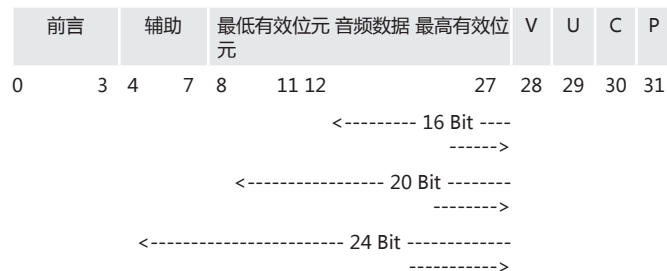 前言 辅助 最低有效位元 音频数据 最高有效位元 V U C P
0 3 4 7 8 11 12 27 28 29 30 31
<--------- 16 Bit ----
------>
<----------------- 20 Bit --------
-------->
<------------------------ 24 Bit -------------
----------->